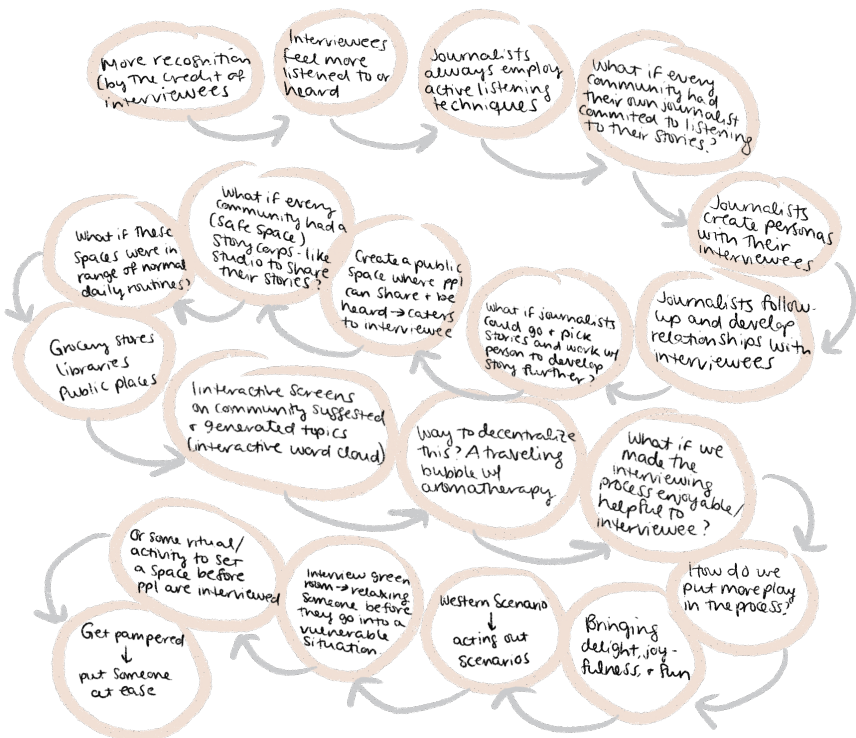 More recognition
(by the credit of
interviewees
Interviewees
feel more
listened to or
heard
Journalists
always employ
active listening
techniques
What if every
community had
their own journalist
commited to listening
to their stories?
Journalists
create personas
with their
interviewees
Journalists follow-
up and develop
relationships with
interviewees
what if journalists
could go + pick
stories and work w/
person to develop
story further?
Create a public
space where ppl
can share + be
heard → caters
to interviewee
What if every
community had a
(safe space)
Story Corps-like
studio to share
their stories?
What if these
spaces were in
range of normal
daily routines?
Grocery stores
Libraries
Public places
Iinteractive screens
on community suggested
+ generated topics
(interactive word cloud)
Way to decentralize
this? A traveling
bubble w/
aromatherapy
What if we
made the
interviewing
process enjoyable/
helpful to
interviewee?
How do we
put more play
in the process?
Bringing
delight, joy-
fulness, + fun
Western Scenario
↓
acting out
scenarios
Interview green
room → relaxing
someone before
they go into a
vulnerable
situation.
Or some ritual/
activity to set
a space before
ppl are interviewed
Get pampered
↓
put someone
at ease